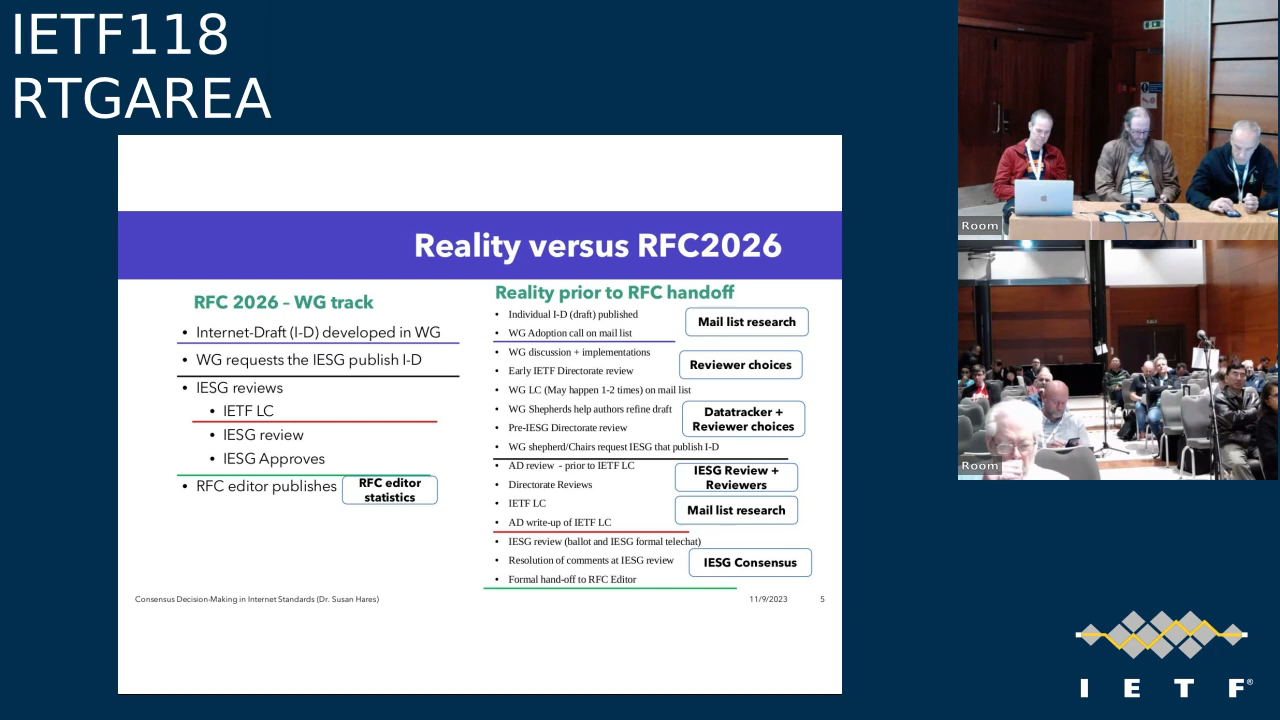 IETF118
RTGAREA
Reality versus RFC2026
RFC 2026 – WG track
• Internet-Draft (I-D) developed in WG
• WG requests the IESG publish I-D
• IESG reviews
• IETF LC
• IESG review
• IESG Approves
• RFC editor publishes
RFC editor
statistics
Reality prior to RFC handoff
• Individual I-D (draft) published
• WG Adoption call on mail list
Mail list research
• WG discussion + implementations
• Early IETF Directorate review
Reviewer choices
• WG LC (May happen 1-2 times) on mail list
• WG Shepherds help authors refine draft
• Pre-IESG Directorate review
Datatracker +
Reviewer choices
• WG shepherd/Chairs request IESG that publish I-D
• AD review - prior to IETF LC
• Directorate Reviews
IESG Review +
Reviewers
• IETF LC
• AD write-up of IETF LC
Mail list research
• IESG review (ballot and IESG formal telechat)
• Resolution of comments at IESG review
• Formal hand-off to RFC Editor
IESG Consensus
Consensus Decision-Making in Internet Standards (Dr. Susan Hares)
11/9/2023
5
Room
Room
I E T F®